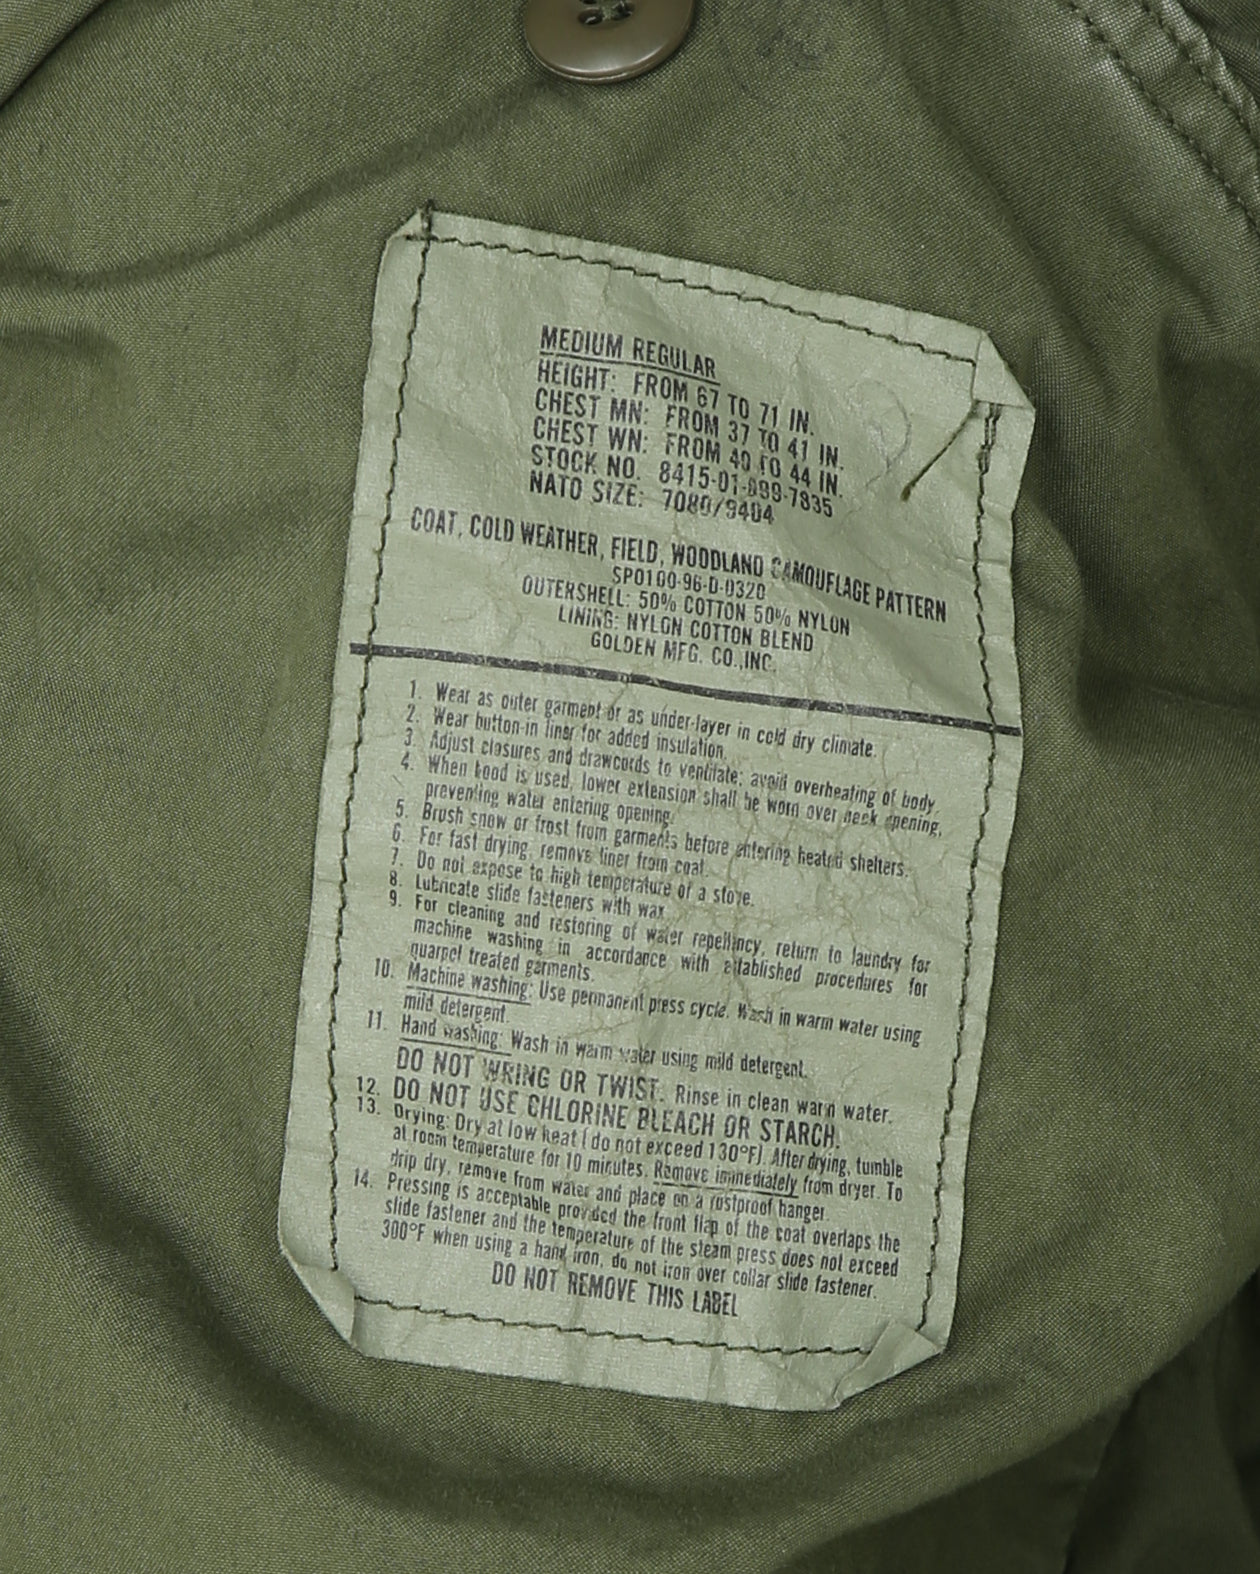 MEDIUM REGULAR
HEIGHT: FROM 67 TO 71 IN.
CHEST MN: FROM 37 TO 41 IN.
CHEST WN: FROM 40 TO 44 IN.
STOCK NO. 8415-01-099-7835
NATO SIZE: 7080/9404
COAT, COLD WEATHER, FIELD, WOODLAND CAMOUFLAGE PATTERN
SPO100-96-D-0320
OUTERSHELL: 50% COTTON 50% NYLON
LINING: NYLON COTTON BLEND
GOLDEN MFG. CO.,INC.
1. Wear as outer garment or as under-layer in cold dry climate.
2. Wear button-in liner for added insulation.
3. Adjust closures and drawcords to ventilate; avoid overheating of body.
4. When hood is used, lower extension shall be worn over neck opening,
preventing water entering opening.
5. Brush snow or frost from garments before entering heated shelters.
6. For fast drying, remove liner from coat.
7. Do not expose to high temperature of a stove.
8. Lubricate slide fasteners with wax
9. For cleaning and restoring of water repellency, return to laundry for
machine washing in accordance with established procedures for
quarpel treated garments.
10. Machine washing: Use permanent press cycle. Wash in warm water using
mild detergent.
11. Hand washing: Wash in warm water using mild detergent.
DO NOT WRING OR TWIST. Rinse in clean warm water.
12. DO NOT USE CHLORINE BLEACH OR STARCH.
13. Drying: Dry at low heat (do not exceed 130°F). After drying, tumble
at room temperature for 10 minutes. Remove immediately from dryer. To
drip dry, remove from water and place on a rustproof hanger.
14. Pressing is acceptable provided the front flap of the coat overlaps the
slide fastener and the temperature of the steam press does not exceed
300°F when using a hand iron, do not iron over collar slide fastener.
DO NOT REMOVE THIS LABEL